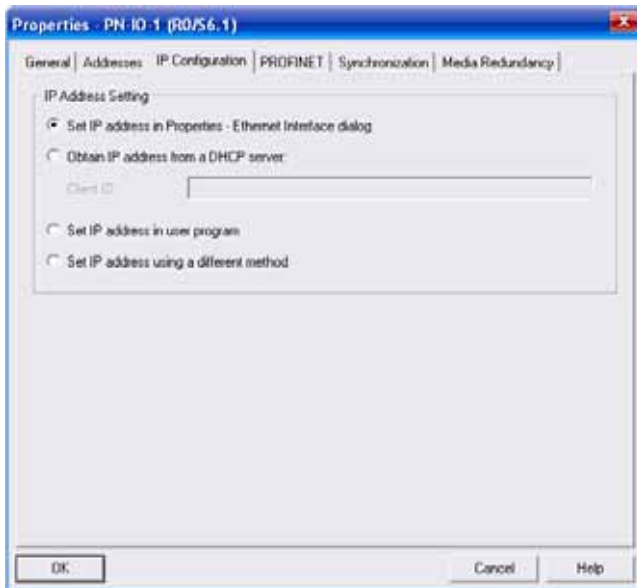 Properties - PN-IO-1 (R0/S6.1)
General Addresses IP Configuration PROFINET Synchronization Media Redundancy
IP Address Setting
Set IP address in Properties - Ethernet Interface dialog
Obtain IP address from a DHCP server
Client ID:
Set IP address in user program
Set IP address using a different method
OK Cancel Help